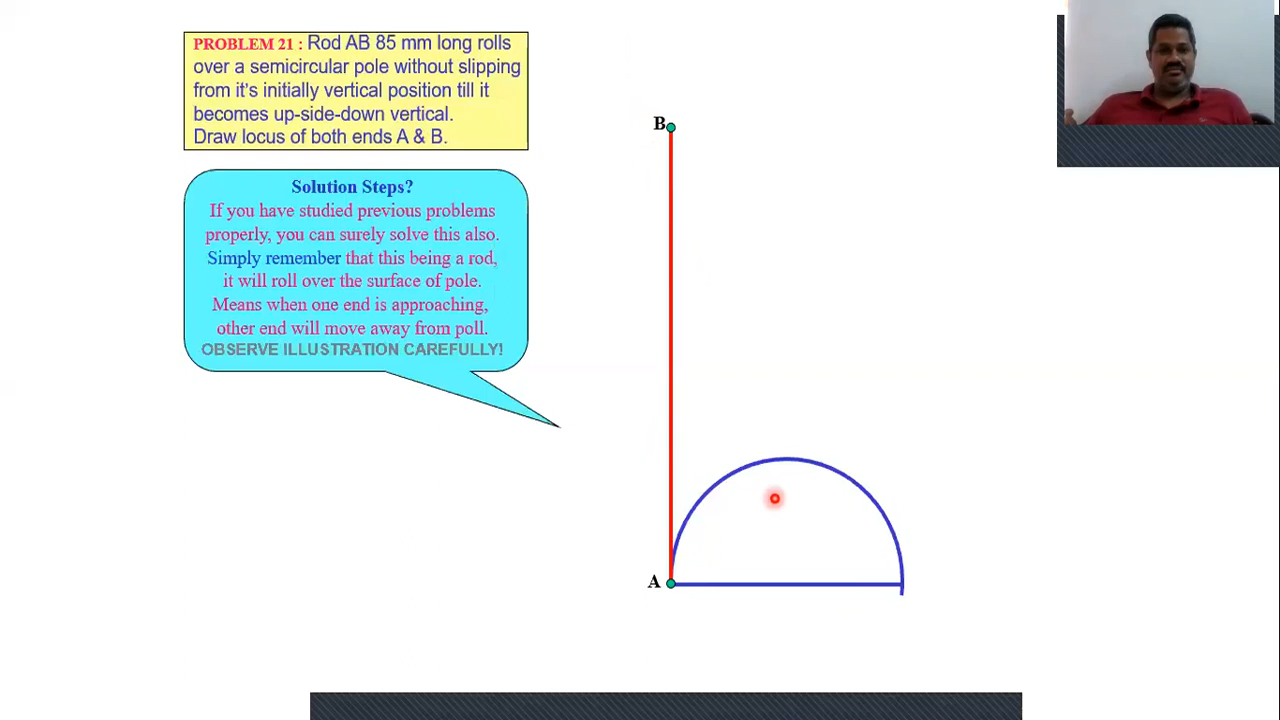 PROBLEM 21 : Rod AB 85 mm long rolls
over a semicircular pole without slipping
from it's initially vertical position till it
becomes up-side-down vertical.
Draw locus of both ends A & B.
Solution Steps?
If you have studied previous problems
properly, you can surely solve this also.
Simply remember that this being a rod,
it will roll over the surface of pole.
Means when one end is approaching,
other end will move away from poll.
OBSERVE ILLUSTRATION CAREFULLY!
B
A